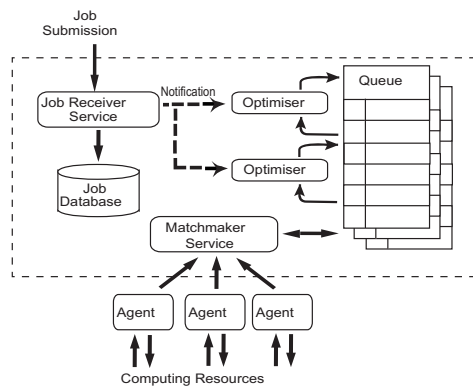 Job
Submission
Notification
Queue
Job Receiver
Service
Optimiser
Optimiser
Job
Database
Matchmaker
Service
Agent
Agent
Agent
Computing Resources